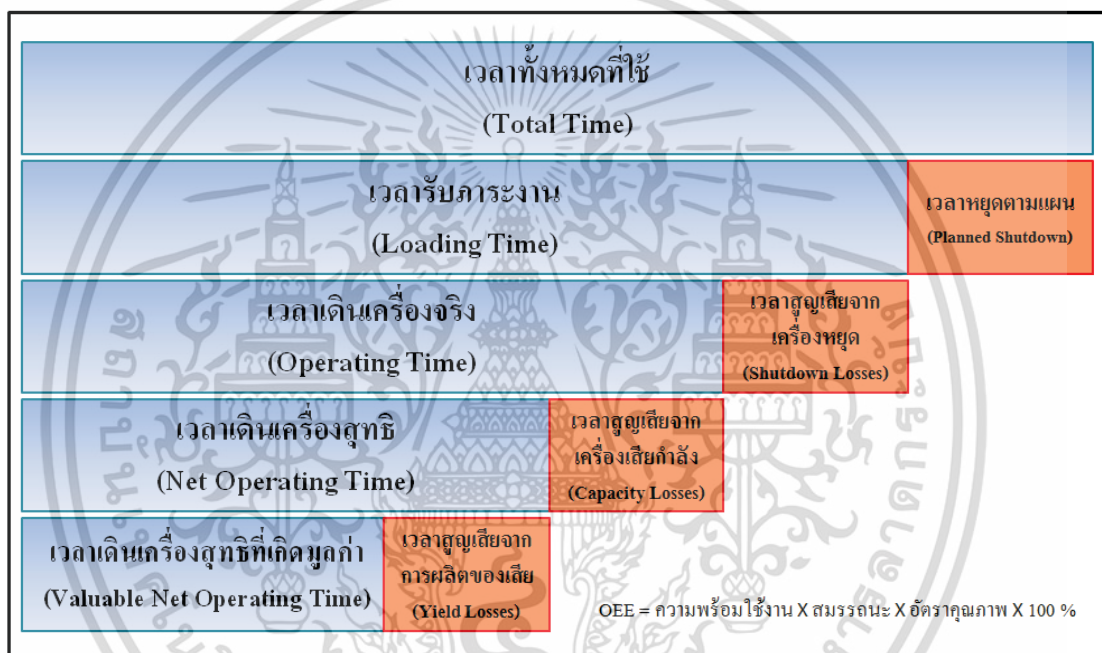 เวลาทั้งหมดที่ใช้
(Total Time)
เวลารับภาระงาน
(Loading Time)
เวลาหยุดตามแผน
(Planned Shutdown)
เวลาเดินเครื่องจริง
(Operating Time)
เวลาสูญเสียจาก
เครื่องหยุด
(Shutdown Losses)
เวลาเดินเครื่องสุทธิ
(Net Operating Time)
เวลาสูญเสียจาก
เครื่องเสียกำลัง
(Capacity Losses)
เวลาเดินเครื่องสุทธิที่เกิดมูลค่า
(Valuable Net Operating Time)
เวลาสูญเสียจาก
การผลิตของเสีย
(Yield Losses)
OEE = ความพร้อมใช้งาน X สมรรถนะ X อัตราคุณภาพ X 100 %